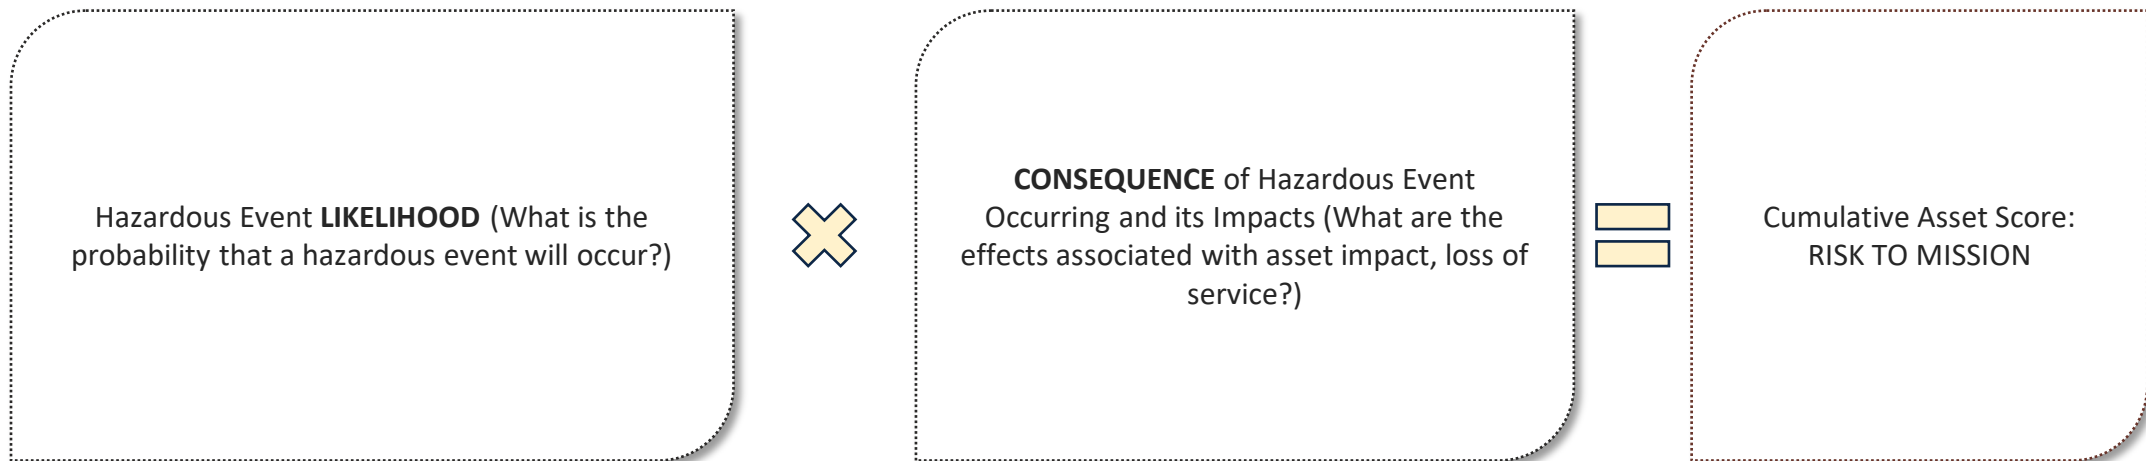 Hazardous Event LIKELIHOOD (What is the
probability that a hazardous event will occur?)
CONSEQUENCE of Hazardous Event
Occurring and its Impacts (What are the
effects associated with asset impact, loss of
service?)
Cumulative Asset Score:
RISK TO MISSION